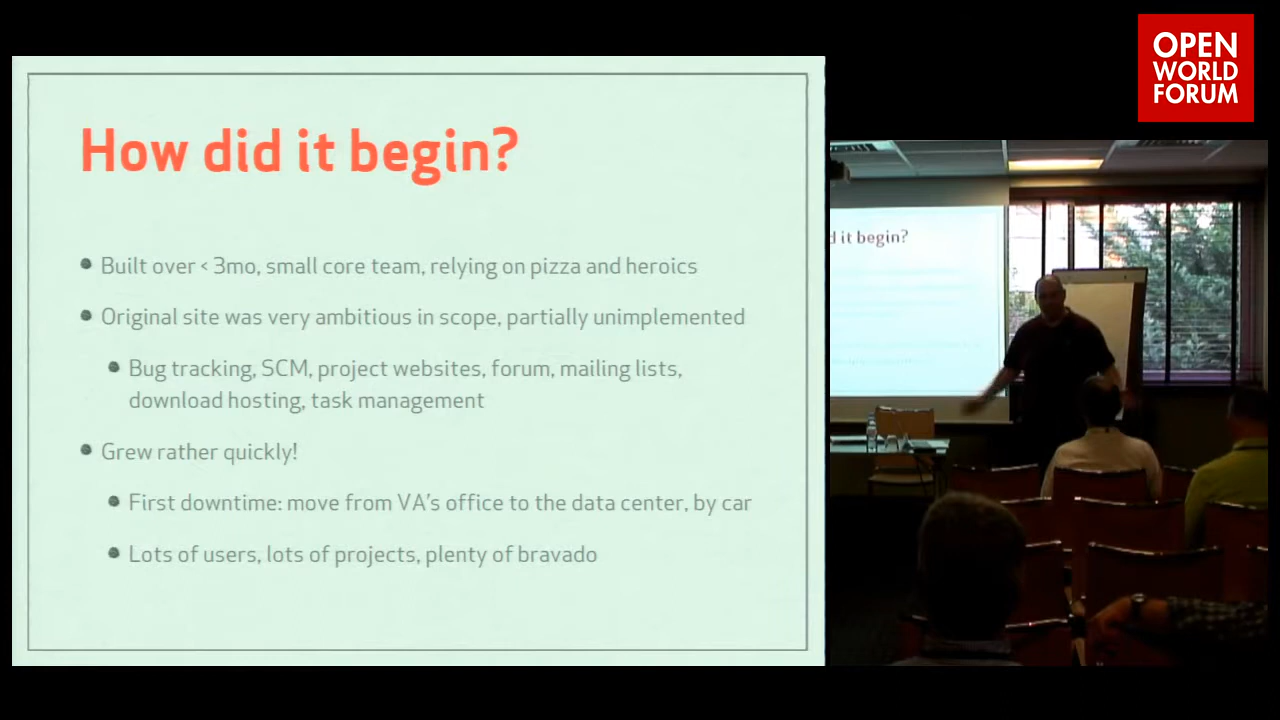 OPEN
WORLD
FORUM
How did it begin?
Built over < 3mo, small core team, relying on pizza and heroics
Original site was very ambitious in scope, partially unimplemented
Bug tracking, SCM, project websites, forum, mailing lists,
download hosting, task management
Grew rather quickly!
First downtime: move from VA's office to the data center, by car
Lots of users, lots of projects, plenty of bravado
d it begin?